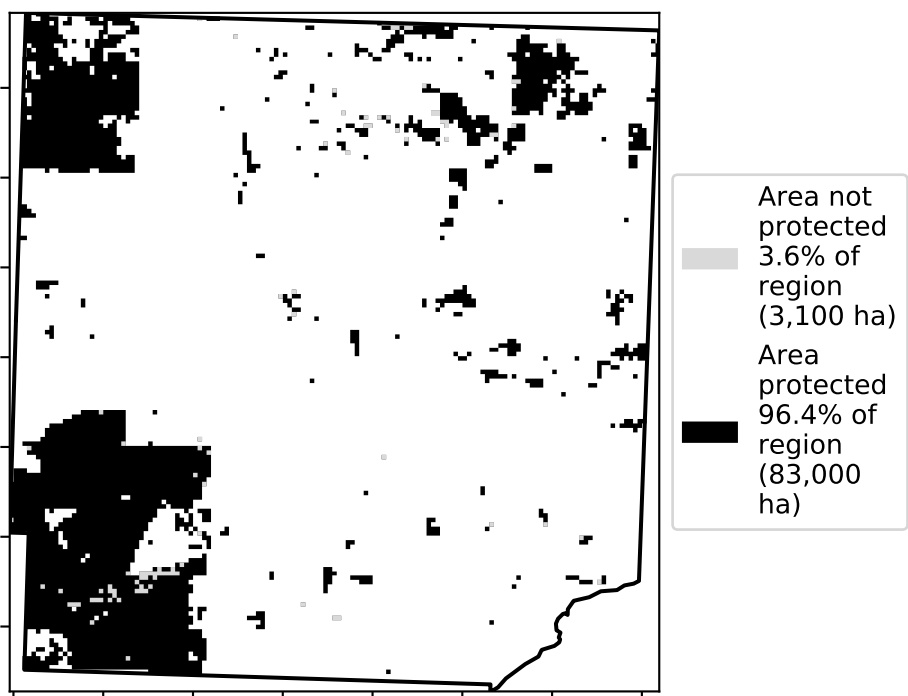 Area not
protected
3.6% of
region
(3,100 ha)
Area
protected
96.4% of
region
(83,000
ha)